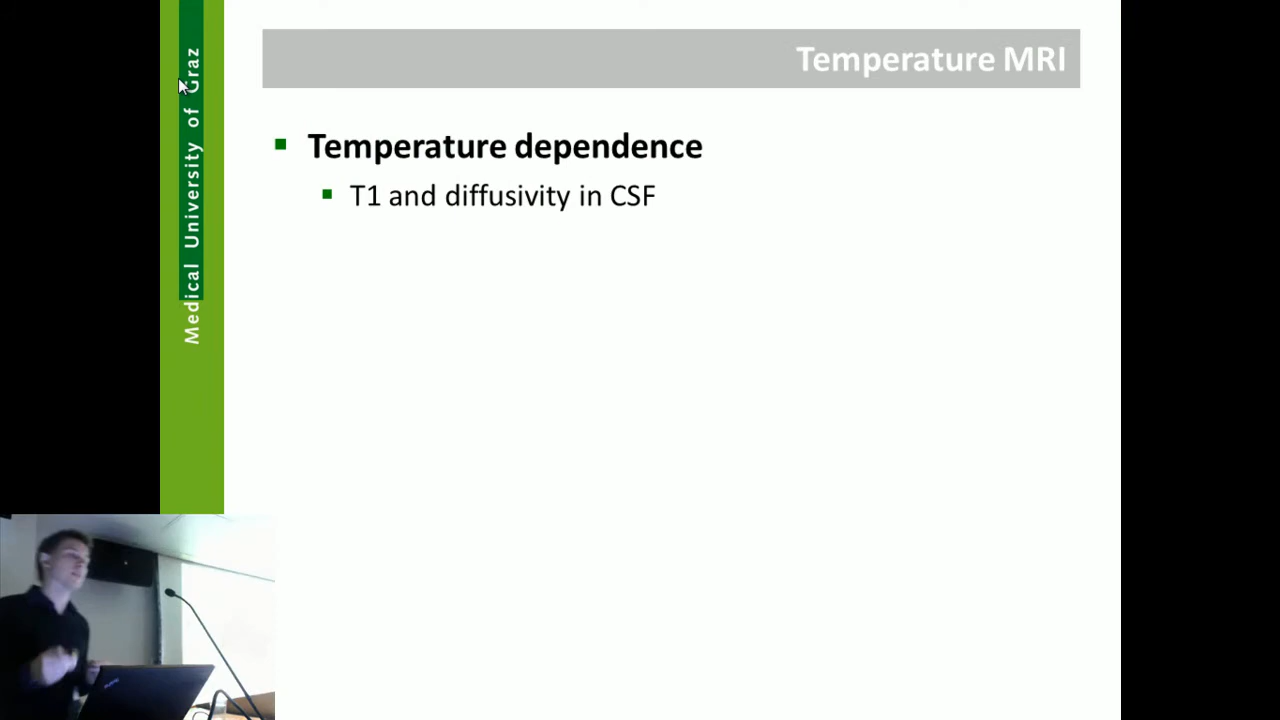 Temperature MRI
Temperature dependence
T1 and diffusivity in CSF
Medical University of Graz